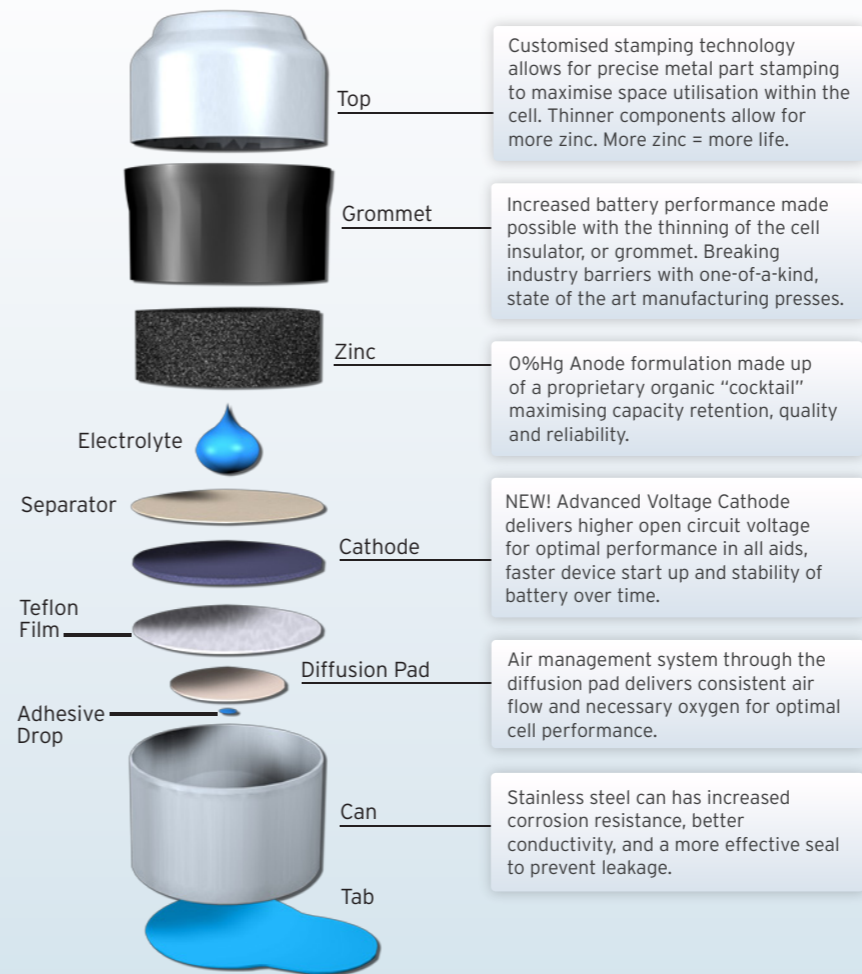 Top
Customised stamping technology
allows for precise metal part stamping
to maximise space utilisation within the
cell. Thinner components allow for
more zinc. More zinc = more life.
Grommet
Increased battery performance made
possible with the thinning of the cell
insulator, or grommet. Breaking
industry barriers with one-of-a-kind,
state of the art manufacturing presses.
Zinc
0%Hg Anode formulation made up
of a proprietary organic “cocktail”
maximising capacity retention, quality
and reliability.
Electrolyte
Separator
Cathode
NEW! Advanced Voltage Cathode
delivers higher open circuit voltage
for optimal performance in all aids,
faster device start up and stability of
battery over time.
Teflon
Film
Diffusion Pad
Air management system through the
diffusion pad delivers consistent air
flow and necessary oxygen for optimal
cell performance.
Adhesive
Drop
Can
Stainless steel can has increased
corrosion resistance, better
conductivity, and a more effective seal
to prevent leakage.
Tab